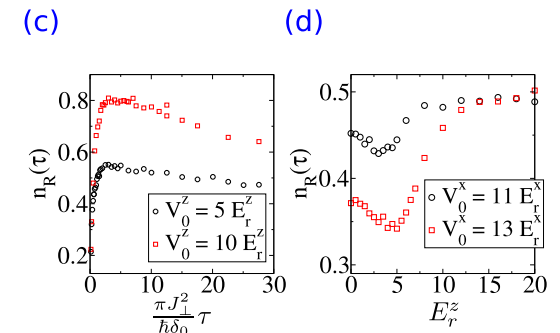 (c)
(d)
n_R(τ)
0.8
0.6
0.4
0.2
0 10 20 30
V_0^z = 5 E_r^z
V_0^z = 10 E_r^z
πJ_⊥^2/ħδ_0 τ
n_R(τ)
0.5
0.4
0.3
0 5 10 15 20
V_0^x = 11 E_r^x
V_0^x = 13 E_r^x
E_r^z